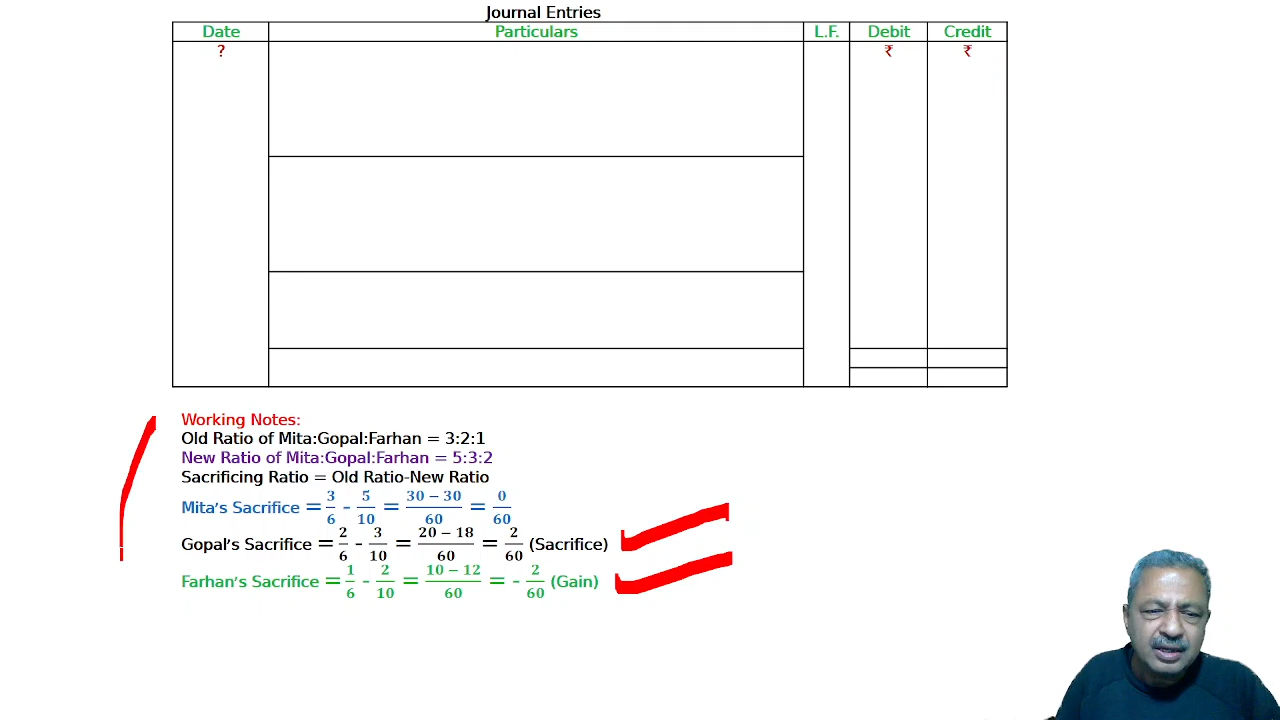 Journal Entries
Date Particulars L.F. Debit Credit
? ₹ ₹
Working Notes:
Old Ratio of Mita:Gopal:Farhan = 3:2:1
New Ratio of Mita:Gopal:Farhan = 5:3:2
Sacrificing Ratio = Old Ratio-New Ratio
Mita's Sacrifice = 3/6 - 5/10 = (30 − 30)/60 = 0/60
Gopal's Sacrifice = 2/6 - 3/10 = (20 − 18)/60 = 2/60 (Sacrifice)
Farhan's Sacrifice = 1/6 - 2/10 = (10 − 12)/60 = - 2/60 (Gain)